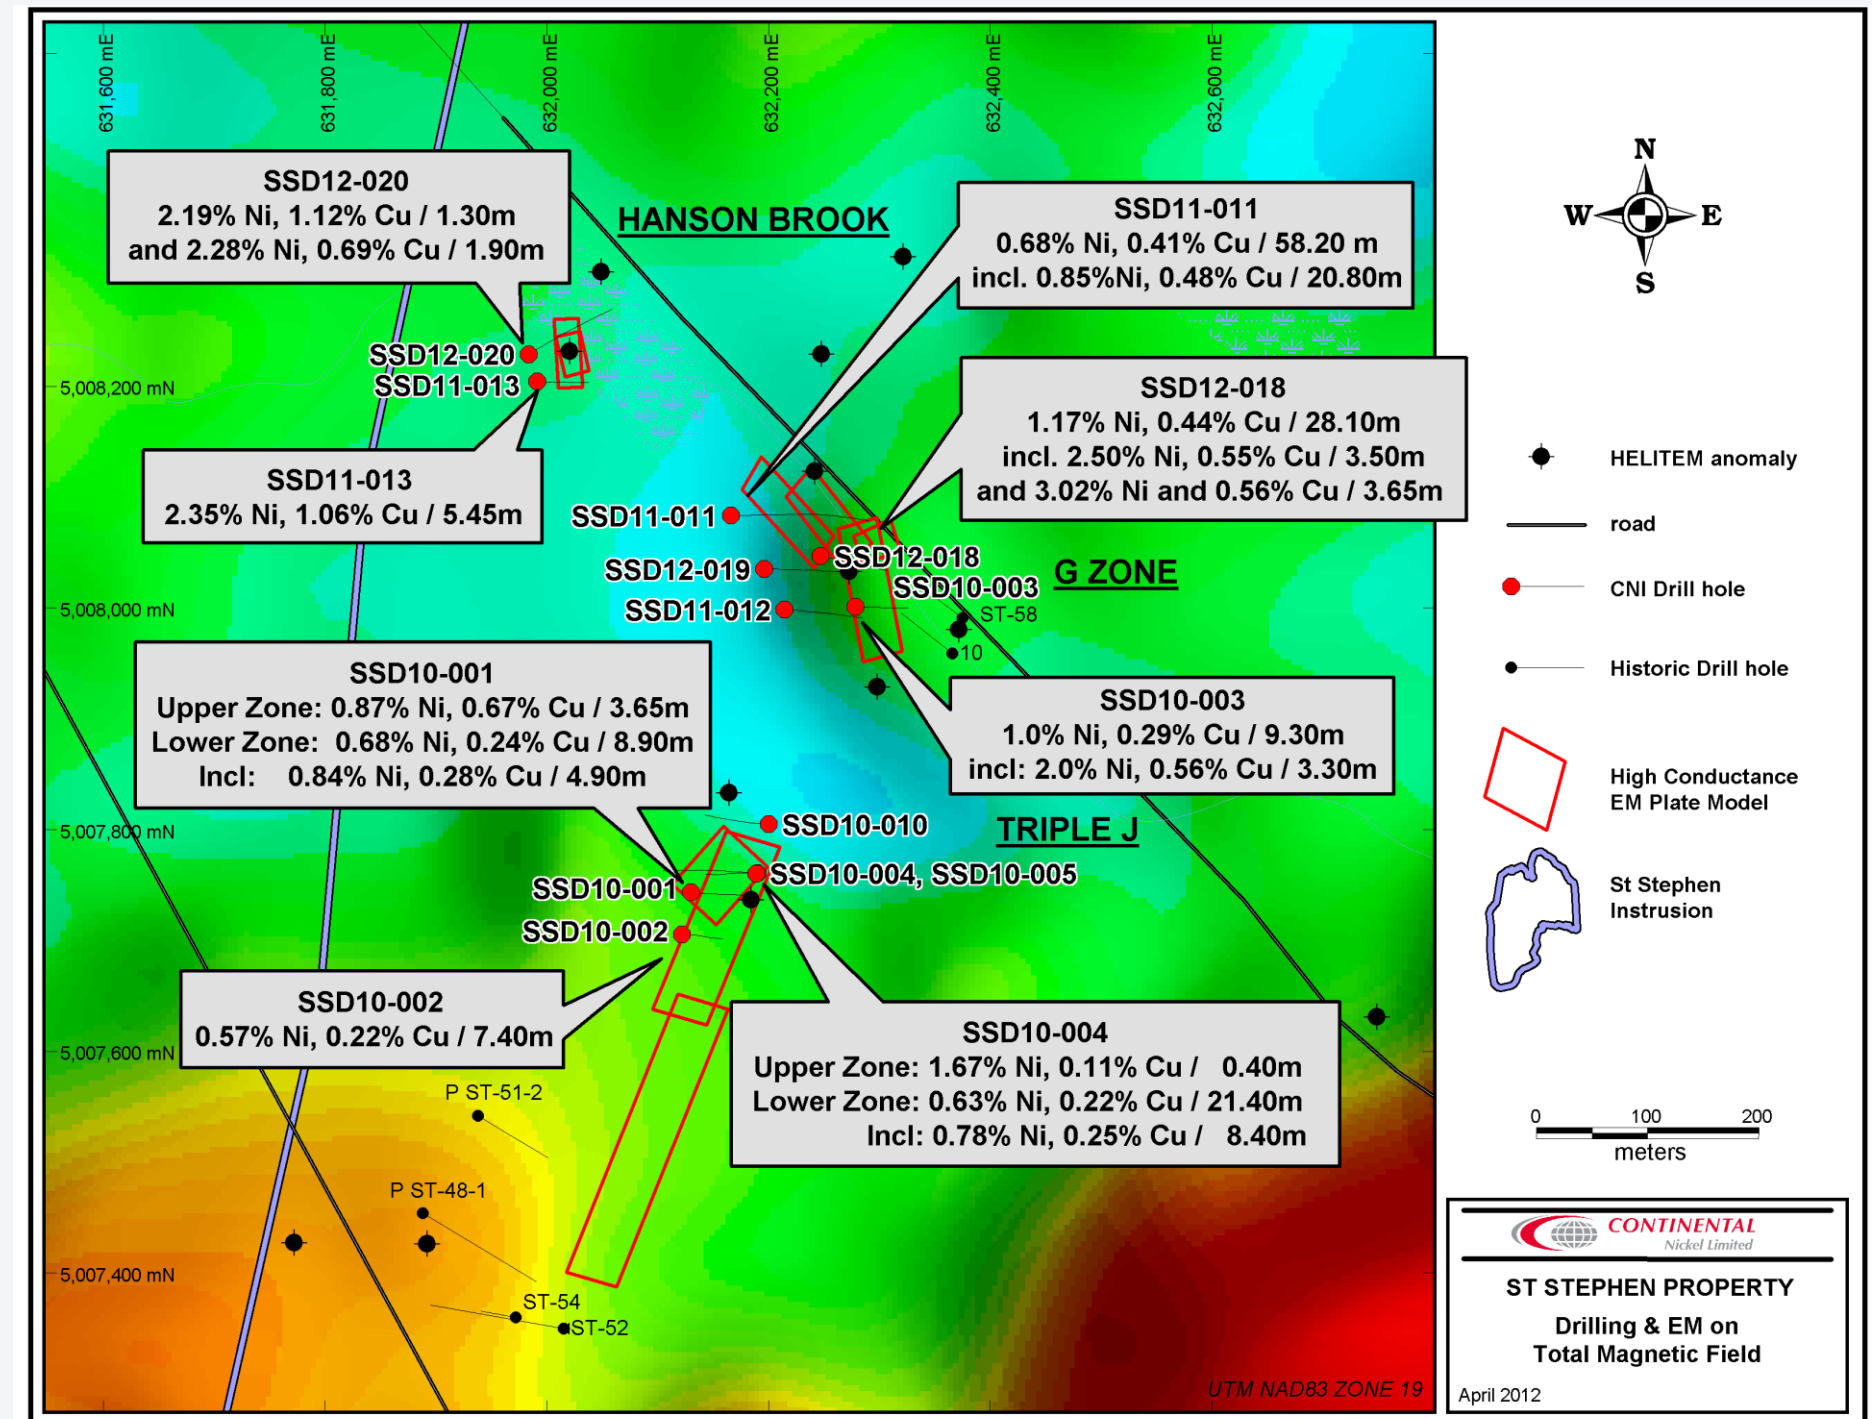 631,600 mE
631,800 mE
632,000 mE
632,200 mE
632,400 mE
632,600 mE
SSD12-020
2.19% Ni, 1.12% Cu / 1.30m
and 2.28% Ni, 0.69% Cu / 1.90m
HANSON BROOK
SSD11-011
0.68% Ni, 0.41% Cu / 58.20 m
incl. 0.85%Ni, 0.48% Cu / 20.80m
SSD12-020
SSD11-013
5,008,200 mN
SSD12-018
1.17% Ni, 0.44% Cu / 28.10m
incl. 2.50% Ni, 0.55% Cu / 3.50m
and 3.02% Ni and 0.56% Cu / 3.65m
SSD11-013
2.35% Ni, 1.06% Cu / 5.45m
SSD11-011
SSD12-018
SSD12-019
SSD10-003
G ZONE
SSD11-012
5,008,000 mN
ST-58
10
SSD10-001
Upper Zone: 0.87% Ni, 0.67% Cu / 3.65m
Lower Zone: 0.68% Ni, 0.24% Cu / 8.90m
Incl: 0.84% Ni, 0.28% Cu / 4.90m
SSD10-003
1.0% Ni, 0.29% Cu / 9.30m
incl: 2.0% Ni, 0.56% Cu / 3.30m
5,007,800 mN
SSD10-010
TRIPLE J
SSD10-004, SSD10-005
SSD10-001
SSD10-002
SSD10-002
0.57% Ni, 0.22% Cu / 7.40m
5,007,600 mN
SSD10-004
Upper Zone: 1.67% Ni, 0.11% Cu / 0.40m
Lower Zone: 0.63% Ni, 0.22% Cu / 21.40m
Incl: 0.78% Ni, 0.25% Cu / 8.40m
P ST-51-2
P ST-48-1
5,007,400 mN
ST-54
ST-52
UTM NAD83 ZONE 19
N
W E
S
HELITEM anomaly
road
CNI Drill hole
Historic Drill hole
High Conductance
EM Plate Model
St Stephen
Instrusion
0 100 200
meters
CONTINENTAL
Nickel Limited
ST STEPHEN PROPERTY
Drilling & EM on
Total Magnetic Field
April 2012